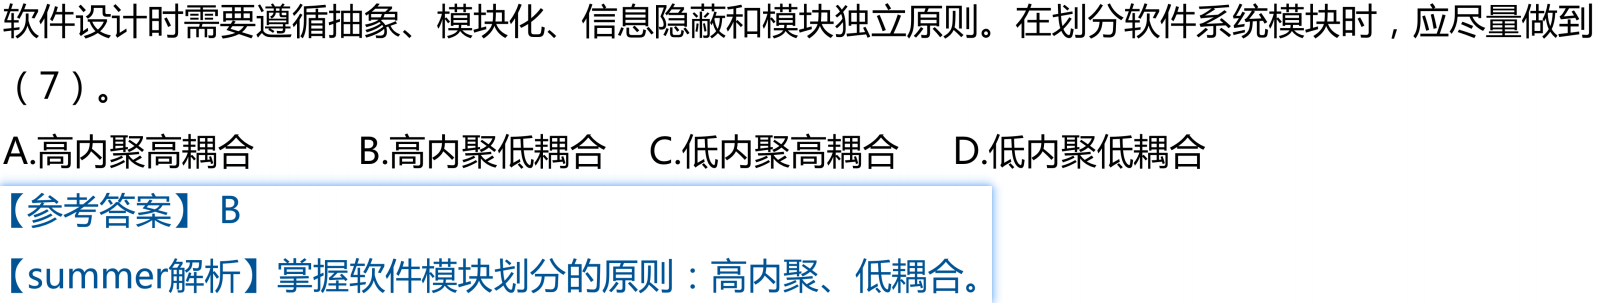 软件设计时需要遵循抽象、模块化、信息隐蔽和模块独立原则。在划分软件系统模块时，应尽量做到
（7）。
A.高内聚高耦合 B.高内聚低耦合 C.低内聚高耦合 D.低内聚低耦合
【参考答案】 B
【summer解析】掌握软件模块划分的原则：高内聚、低耦合。